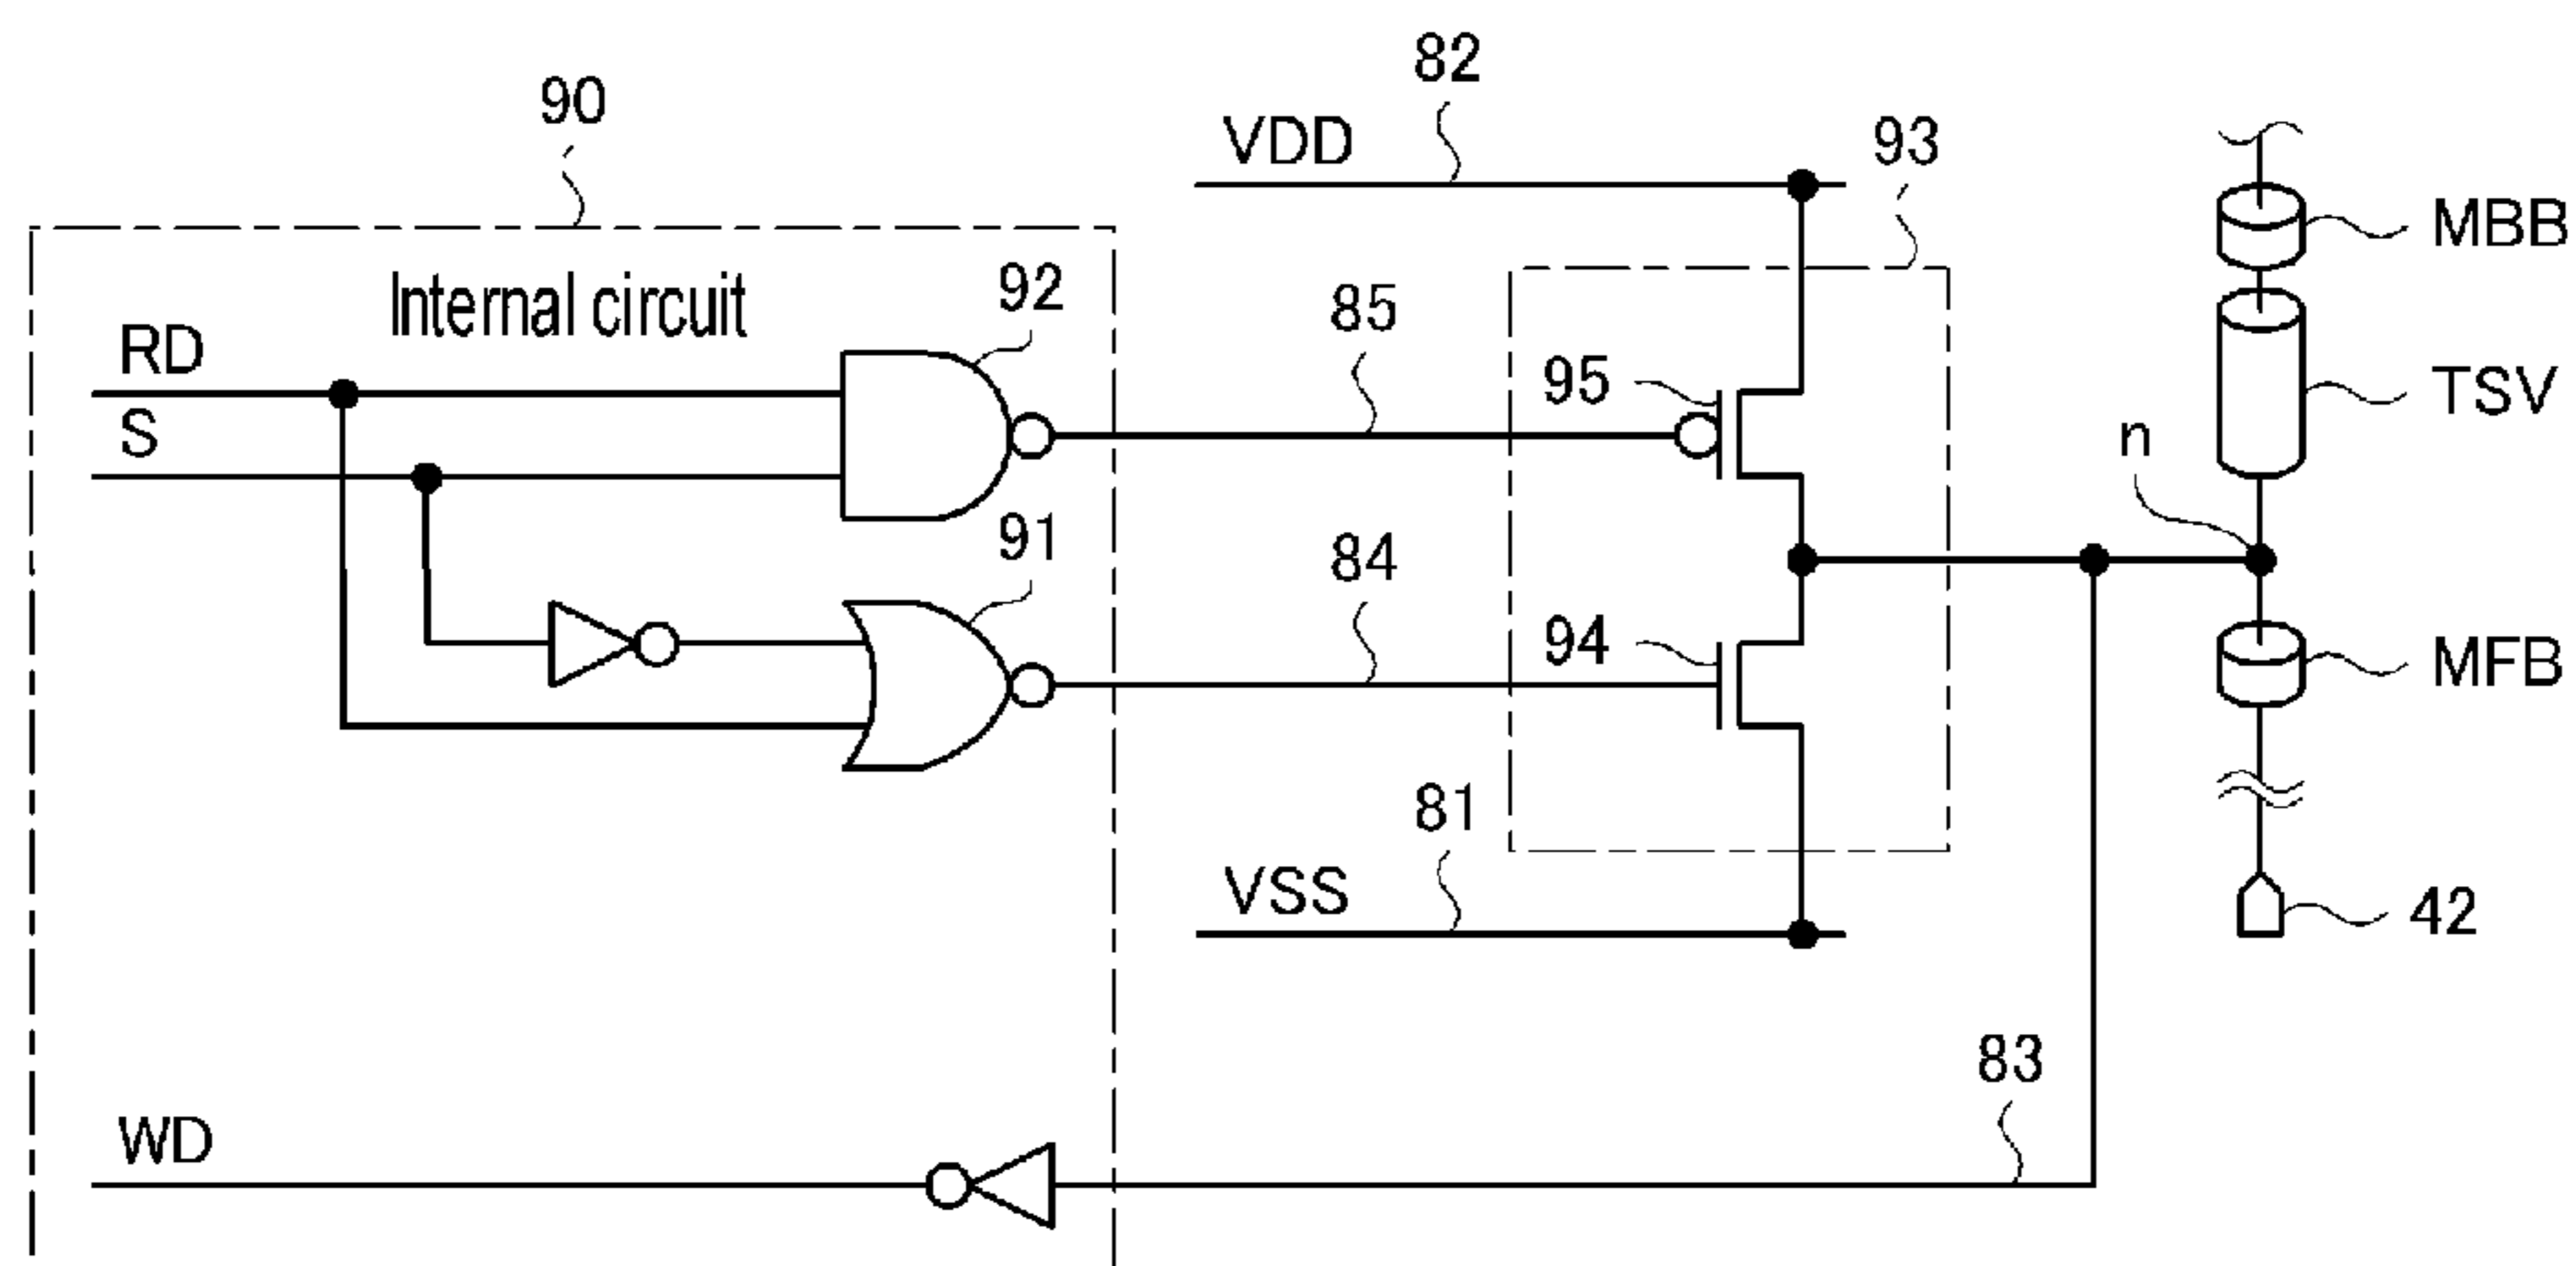 82
90
VDD
93
MBB
Internal circuit
92
85
RD
95
TSV
S
n
91
84
94
MFB
81
VSS
42
83
WD